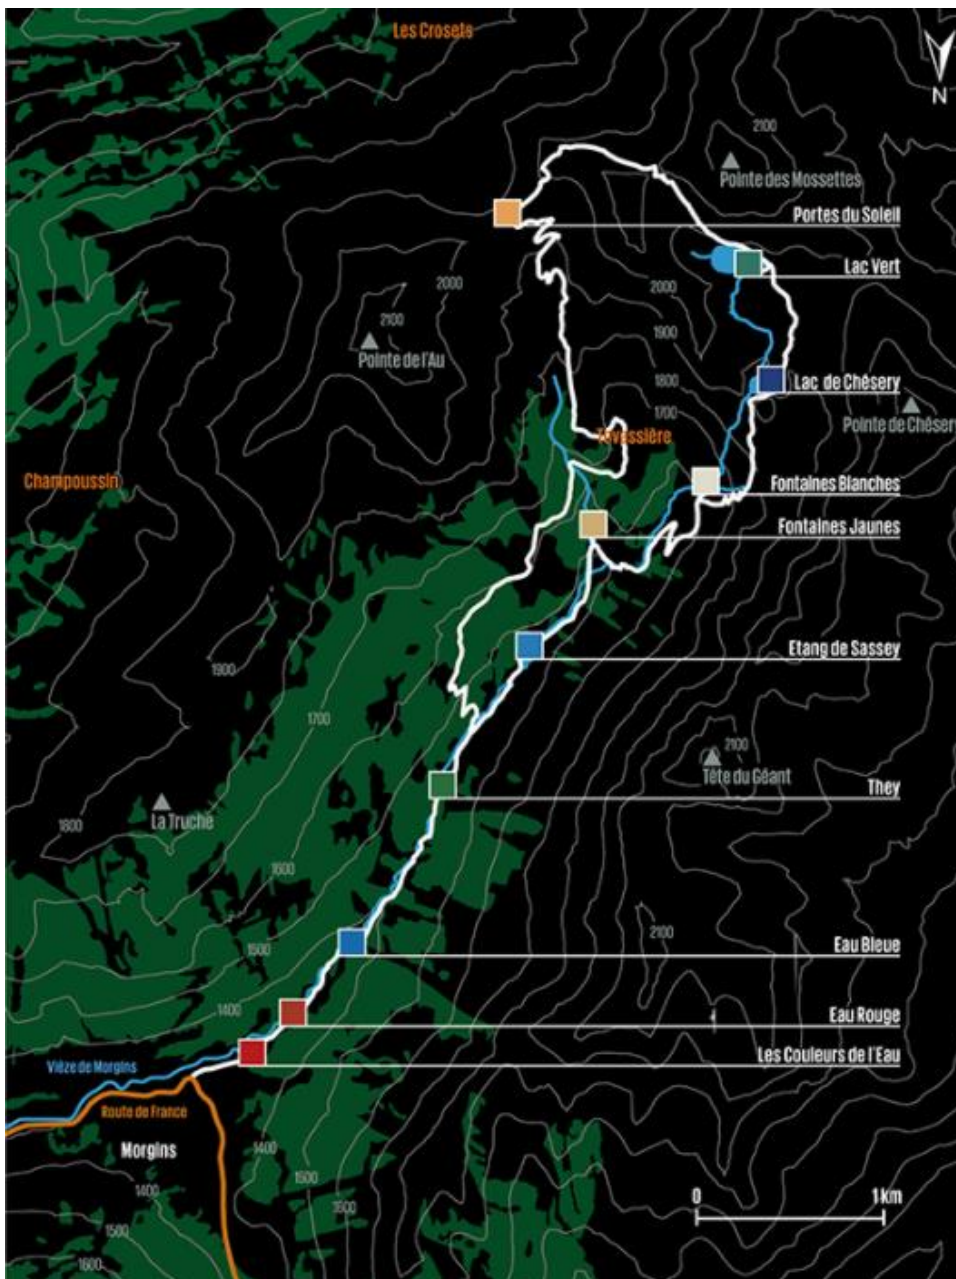 Les Crosets
N
2100
Pointe des Mossettes
Portes du Soleil
Lac Vert
2000
2000
2100
1900
Pointe de l'Au
1800
Lac de Chésery
1700
Pointe de Chésery
Champoussin
Fontaines Blanches
Fontaines Jaunes
Etang de Sassey
1900
1700
2100
Tête du Géant
They
La Truche
1800
1600
2100
Eau Bleue
1500
1400
Eau Rouge
Les Couleurs de l'Eau
Vièze de Morgins
Route de France
Morgins
1400
1400
1500
1500
1600
1600
0 1 km